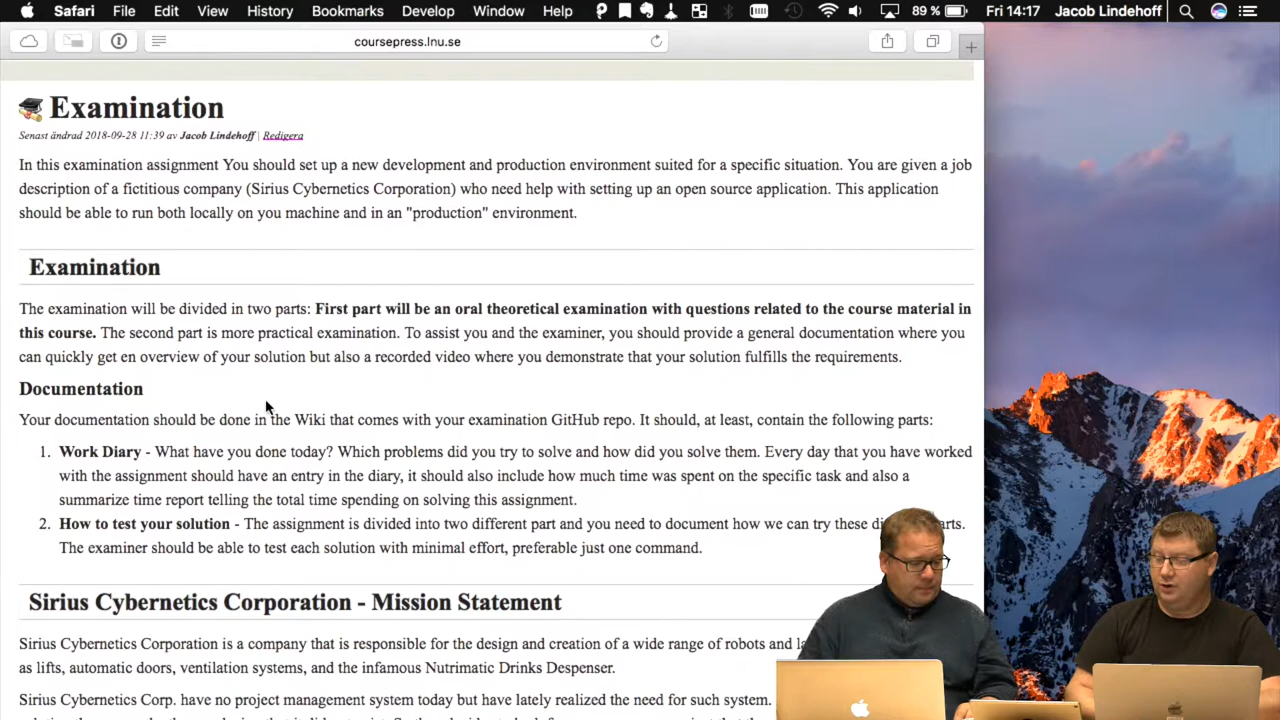 Safari File Edit View History Bookmarks Develop Window Help 89 % Fri 14:17 Jacob Lindehoff
coursepress.lnu.se
Examination
Senast ändrad 2018-09-28 11:39 av Jacob Lindehoff | Redigera
In this examination assignment You should set up a new development and production environment suited for a specific situation. You are given a job
description of a fictitious company (Sirius Cybernetics Corporation) who need help with setting up an open source application. This application
should be able to run both locally on you machine and in an "production" environment.
Examination
The examination will be divided in two parts: First part will be an oral theoretical examination with questions related to the course material in
this course. The second part is more practical examination. To assist you and the examiner, you should provide a general documentation where you
can quickly get en overview of your solution but also a recorded video where you demonstrate that your solution fulfills the requirements.
Documentation
Your documentation should be done in the Wiki that comes with your examination GitHub repo. It should, at least, contain the following parts:
1. Work Diary - What have you done today? Which problems did you try to solve and how did you solve them. Every day that you have worked
with the assignment should have an entry in the diary, it should also include how much time was spent on the specific task and also a
summarize time report telling the total time spending on solving this assignment.
2. How to test your solution - The assignment is divided into two different part and you need to document how we can try these
The examiner should be able to test each solution with minimal effort, preferable just one command.
Sirius Cybernetics Corporation - Mission Statement
Sirius Cybernetics Corporation is a company that is responsible for the design and creation of a wide range of robots and
as lifts, automatic doors, ventilation systems, and the infamous Nutrimatic Drinks Despenser.
Sirius Cybernetics Corp. have no project management system today but have lately realized the need for such system.